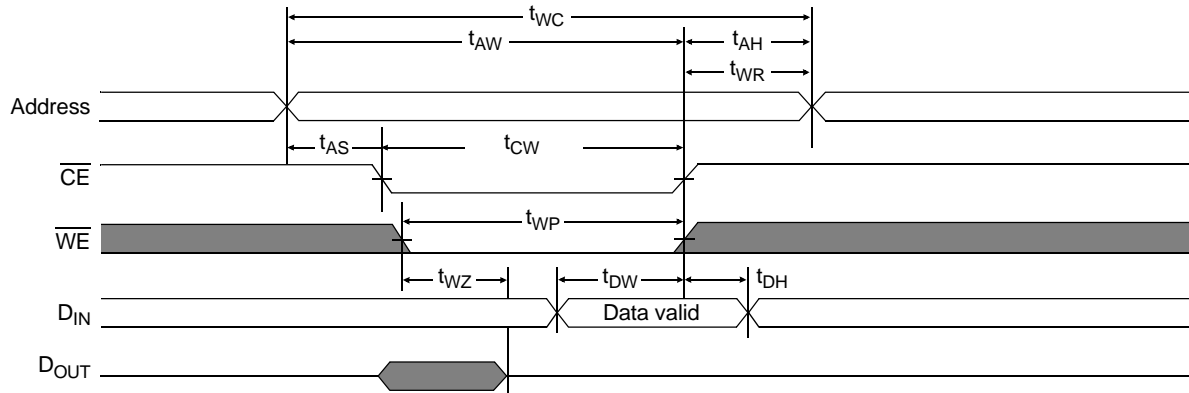 tWC
tAW tAH
tWR
Address
tAS tCW
CE
tWP
WE
tWZ tDW tDH
DIN Data valid
DOUT